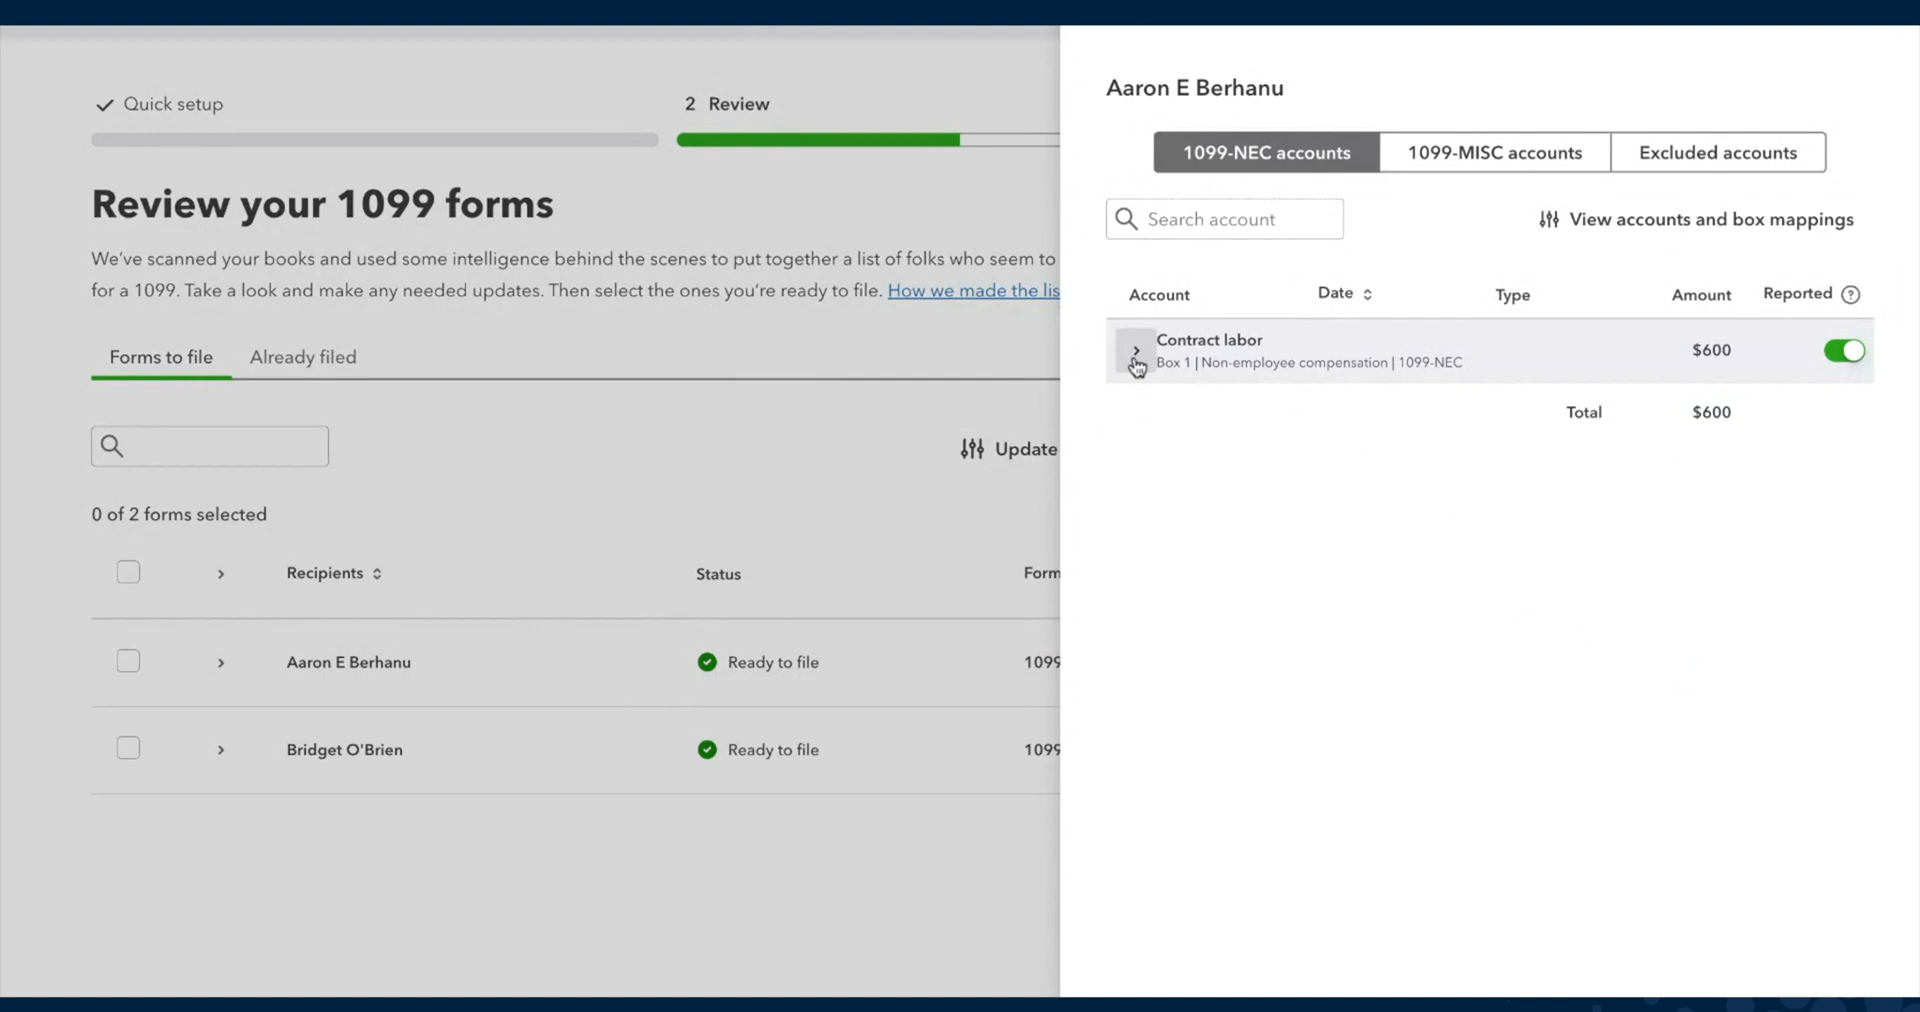 Quick setup
2 Review
Review your 1099 forms
We've scanned your books and used some intelligence behind the scenes to put together a list of folks who seem to
for a 1099. Take a look and make any needed updates. Then select the ones you're ready to file. How we made the lis
Forms to file
Already filed
Update
0 of 2 forms selected
Recipients
Status
Form
Aaron E Berhanu
Ready to file
1099
Bridget O'Brien
Ready to file
1099
Aaron E Berhanu
1099-NEC accounts
1099-MISC accounts
Excluded accounts
Search account
View accounts and box mappings
Account
Date
Type
Amount
Reported ?
Contract labor
Box 1 | Non-employee compensation | 1099-NEC
$600
Total
$600